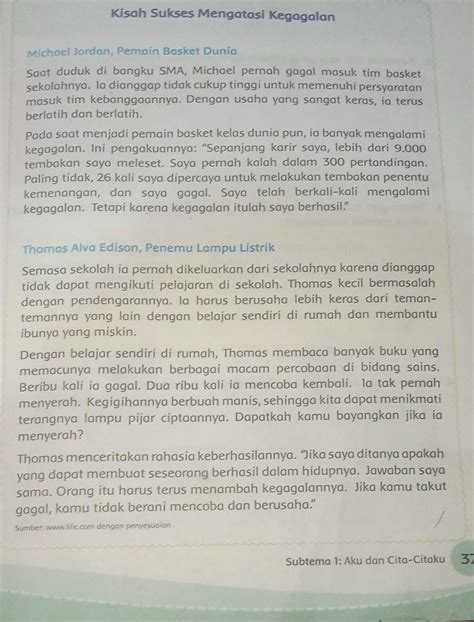 Kisah Sukses Mengatasi Kegagalan
Michael Jordan, Pemain Basket Dunia
Saat duduk di bangku SMA, Michael pernah gagal masuk tim basket
sekolahnya. Ia dianggap tidak cukup tinggi untuk memenuhi persyaratan
masuk tim kebanggaannya. Dengan usaha yang sangat keras, ia terus
berlatih dan berlatih.
Pada saat menjadi pemain basket kelas dunia pun, ia banyak mengalami
kegagalan. Ini pengakuannya: "Sepanjang karir saya, lebih dari 9.000
tembakan saya meleset. Saya pernah kalah dalam 300 pertandingan.
Paling tidak, 26 kali saya dipercaya untuk melakukan tembakan penentu
kemenangan, dan saya gagal. Saya telah berkali-kali mengalami
kegagalan. Tetapi karena kegagalan itulah saya berhasil."
Thomas Alva Edison, Penemu Lampu Listrik
Semasa sekolah ia pernah dikeluarkan dari sekolahnya karena dianggap
tidak dapat mengikuti pelajaran di sekolah. Thomas kecil bermasalah
dengan pendengarannya. Ia harus berusaha lebih keras dari teman-
temannya yang lain dengan belajar sendiri di rumah dan membantu
ibunya yang miskin.
Dengan belajar sendiri di rumah, Thomas membaca banyak buku yang
memacunya melakukan berbagai macam percobaan di bidang sains.
Beribu kali ia gagal. Dua ribu kali ia mencoba kembali. Ia tak pernah
menyerah. Kegigihannya berbuah manis, sehingga kita dapat menikmati
terangnya lampu pijar ciptaannya. Dapatkah kamu bayangkan jika ia
menyerah?
Thomas menceritakan rahasia keberhasilannya. "Jika saya ditanya apakah
yang dapat membuat seseorang berhasil dalam hidupnya. Jawaban saya
sama. Orang itu harus terus menambah kegagalannya. Jika kamu takut
gagal, kamu tidak berani mencoba dan berusaha."
Sumber: www.life.com dengan penyesuaian
Subtema 1: Aku dan Cita-Citaku